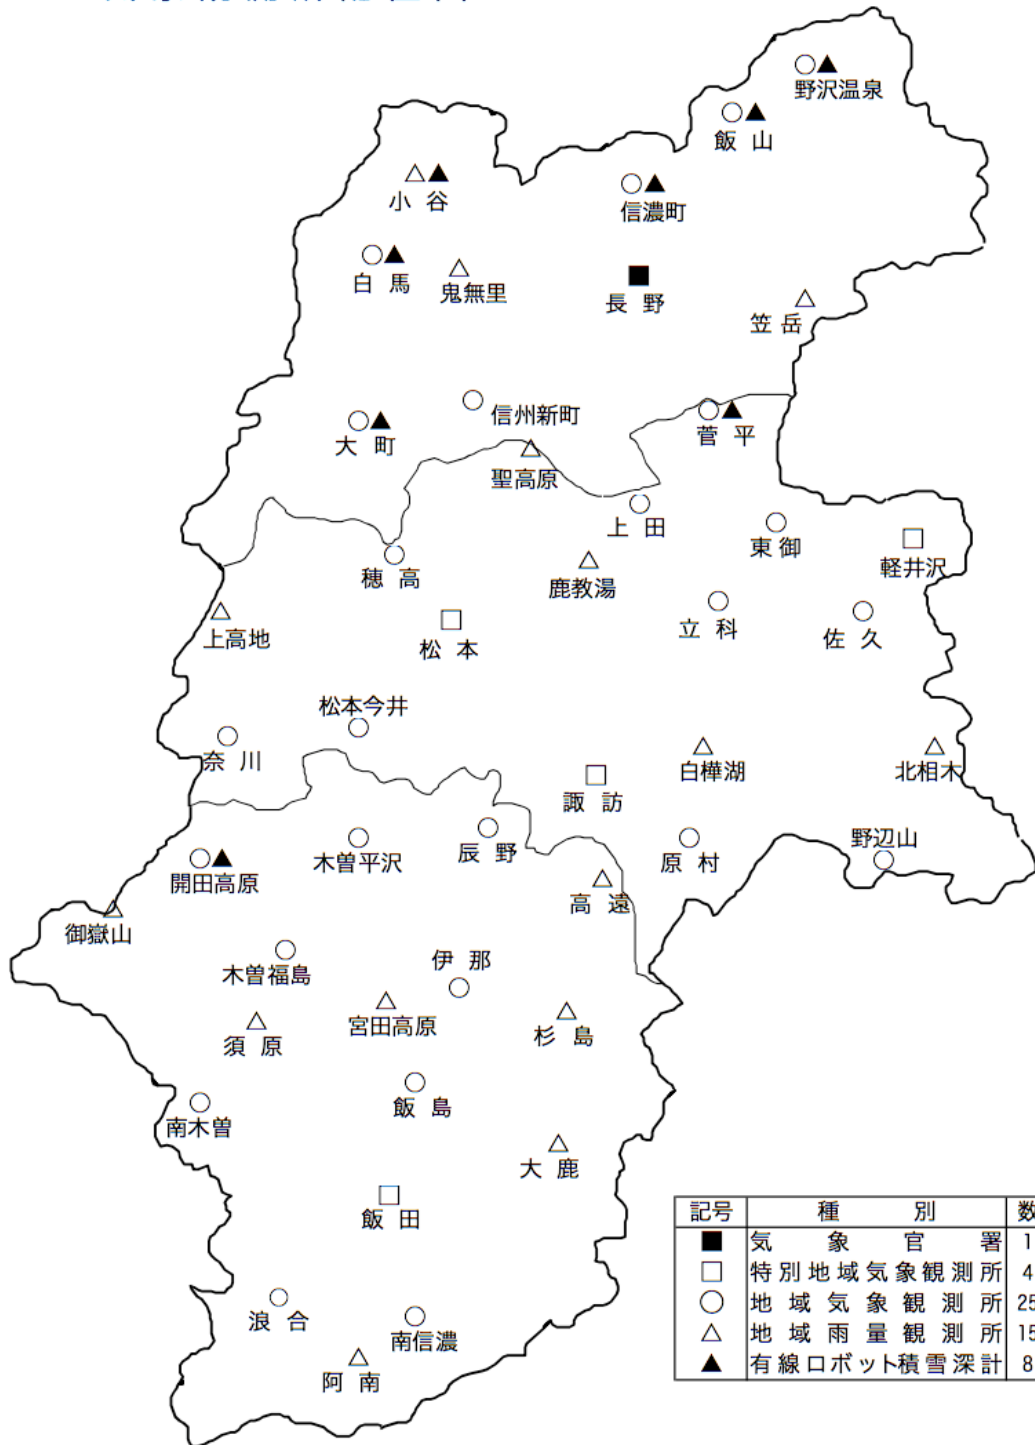 野沢温泉
飯山
小谷
信濃町
白馬
鬼無里
長野
笠岳
信州新町
大町
菅平
聖高原
上田
東御
軽井沢
穂高
鹿教湯
上高地
松本
立科
佐久
松本今井
奈川
白樺湖
北相木
諏訪
木曽平沢
辰野
原村
野辺山
開田高原
高遠
御嶽山
木曽福島
伊那
宮田高原
須原
杉島
飯島
南木曽
大鹿
飯田
浪合
南信濃
阿南
記号 種別 数
■ 気象官署 1
□ 特別地域気象観測所 4
○ 地域気象観測所 25
△ 地域雨量観測所 15
▲ 有線ロボット積雪深計 8